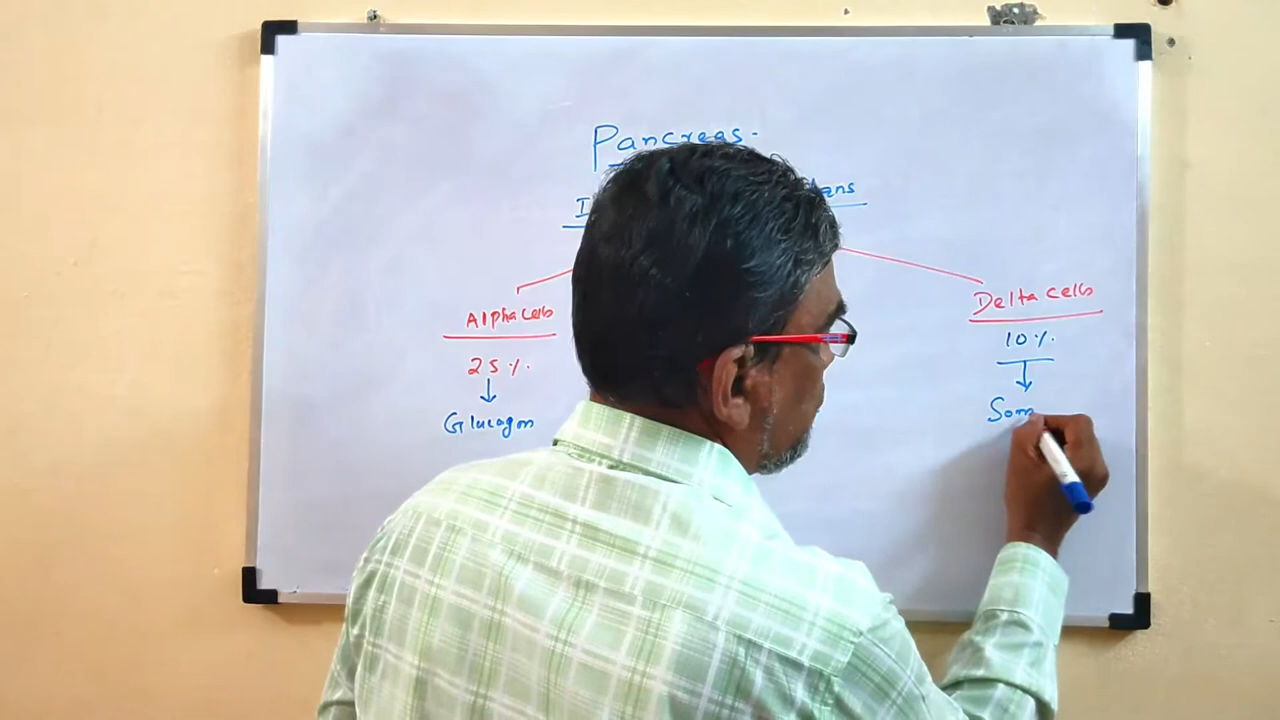 Pancreas.
Alpha cells
25%.
Glucagon
Delta cells
10%.
Som